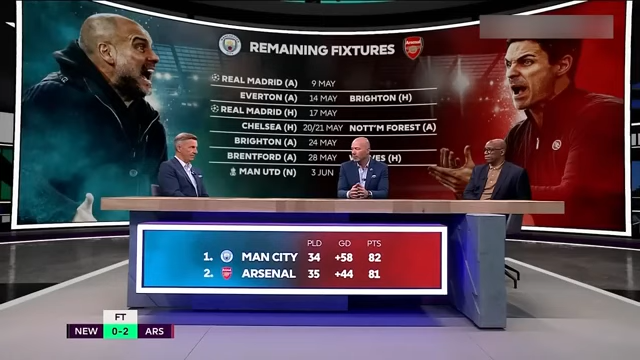 REMAINING FIXTURES
REAL MADRID (A) 9 MAY
EVERTON (A) 14 MAY BRIGHTON (H)
REAL MADRID (H) 17 MAY
CHELSEA (H) 20/21 MAY NOTT'M FOREST (A)
BRIGHTON (A) 24 MAY
BRENTFORD (A) 28 MAY VES (H)
MAN UTD (N) 3 JUN
PLD GD PTS
1. MAN CITY 34 +58 82
2. ARSENAL 35 +44 81
FT
NEW 0-2 ARS